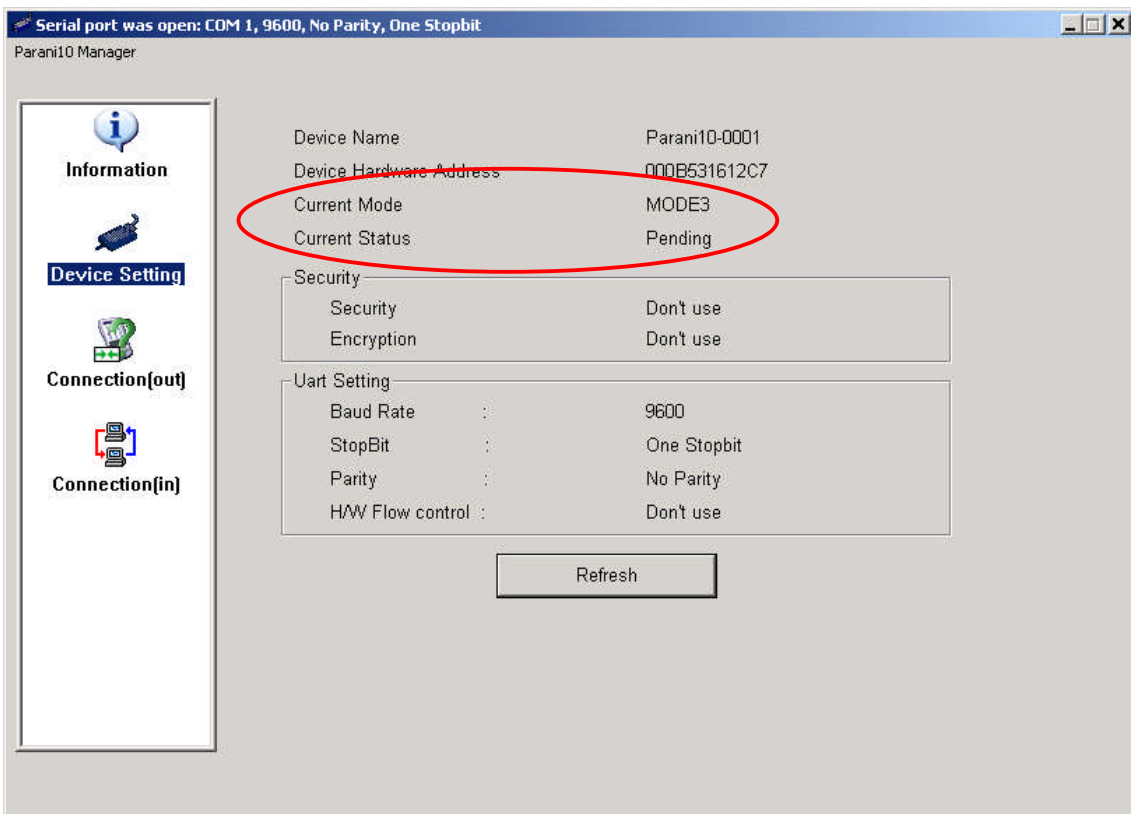 Serial port was open: COM 1, 9600, No Parity, One Stopbit
Parani10 Manager
Information
Device Setting
Connection(out)
Connection(in)
Device Name Parani10-0001
Device Hardware Address 000B531612C7
Current Mode MODE3
Current Status Pending
Security
Security Don't use
Encryption Don't use
Uart Setting
Baud Rate : 9600
StopBit : One Stopbit
Parity : No Parity
H/W Flow control : Don't use
Refresh